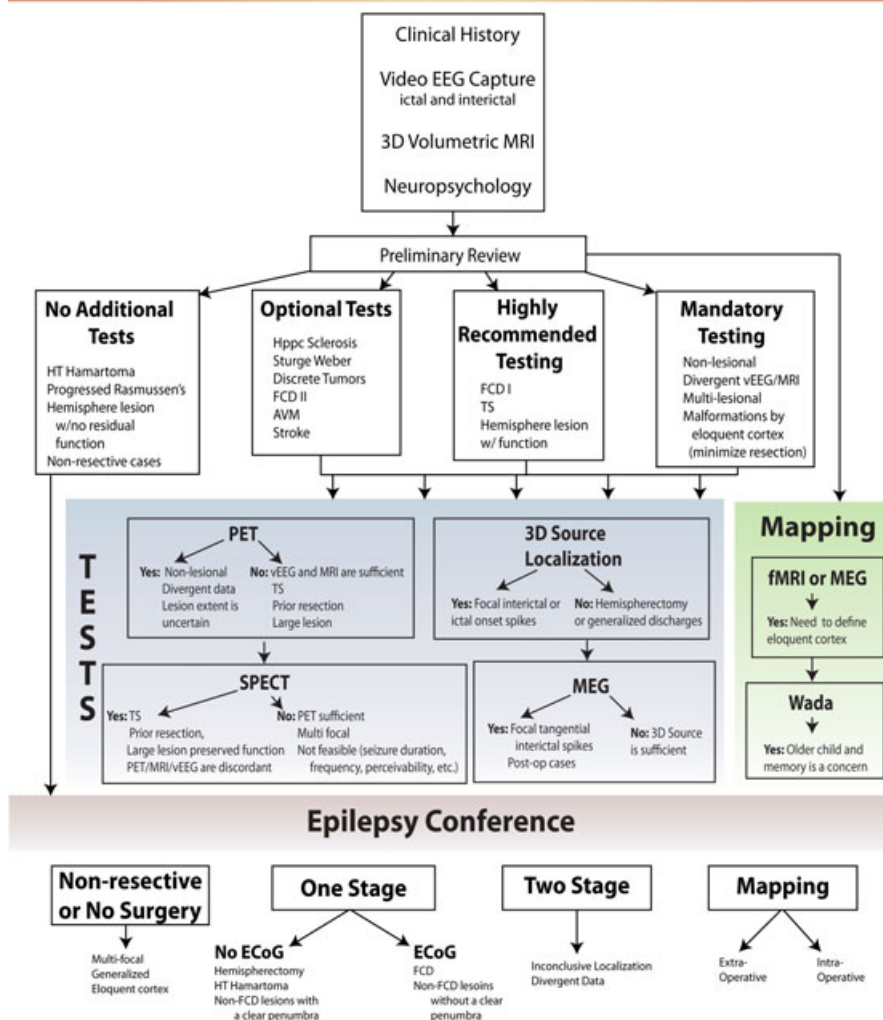 Clinical History
Video EEG Capture
ictal and interictal
3D Volumetric MRI
Neuropsychology
Preliminary Review
No Additional
Tests
HT Hamartoma
Progressed Rasmussen's
Hemisphere lesion
w/no residual
function
Non-resective cases
Optional Tests
Hppc Sclerosis
Sturge Weber
Discrete Tumors
FCD II
AVM
Stroke
Highly
Recommended
Testing
FCD I
TS
Hemisphere lesion
w/ function
Mandatory
Testing
Non-lesional
Divergent vEEG/MRI
Multi-lesional
Malformations by
eloquent cortex
(minimize resection)
TESTS
PET
Yes: Non-lesional
Divergent data
Lesion extent is
uncertain
No: vEEG and MRI are sufficient
TS
Prior resection
Large lesion
SPECT
Yes: TS
Prior resection,
Large lesion preserved function
PET/MRI/vEEG are discordant
No: PET sufficient
Multi focal
Not feasible (seizure duration,
frequency, perceivability, etc.)
3D Source
Localization
Yes: Focal interictal or
ictal onset spikes
No: Hemispherectomy
or generalized discharges
MEG
Yes: Focal tangential
interictal spikes
Post-op cases
No: 3D Source
is sufficient
Mapping
fMRI or MEG
Yes: Need to define
eloquent cortex
Wada
Yes: Older child and
memory is a concern
Epilepsy Conference
Non-resective
or No Surgery
Multi-focal
Generalized
Eloquent cortex
One Stage
No ECoG
Hemispherectomy
HT Hamartoma
Non-FCD lesions with
a clear penumbra
ECoG
FCD
Non-FCD lesoins
without a clear
penumbra
Two Stage
Inconclusive Localization
Divergent Data
Mapping
Extra-
Operative
Intra-
Operative